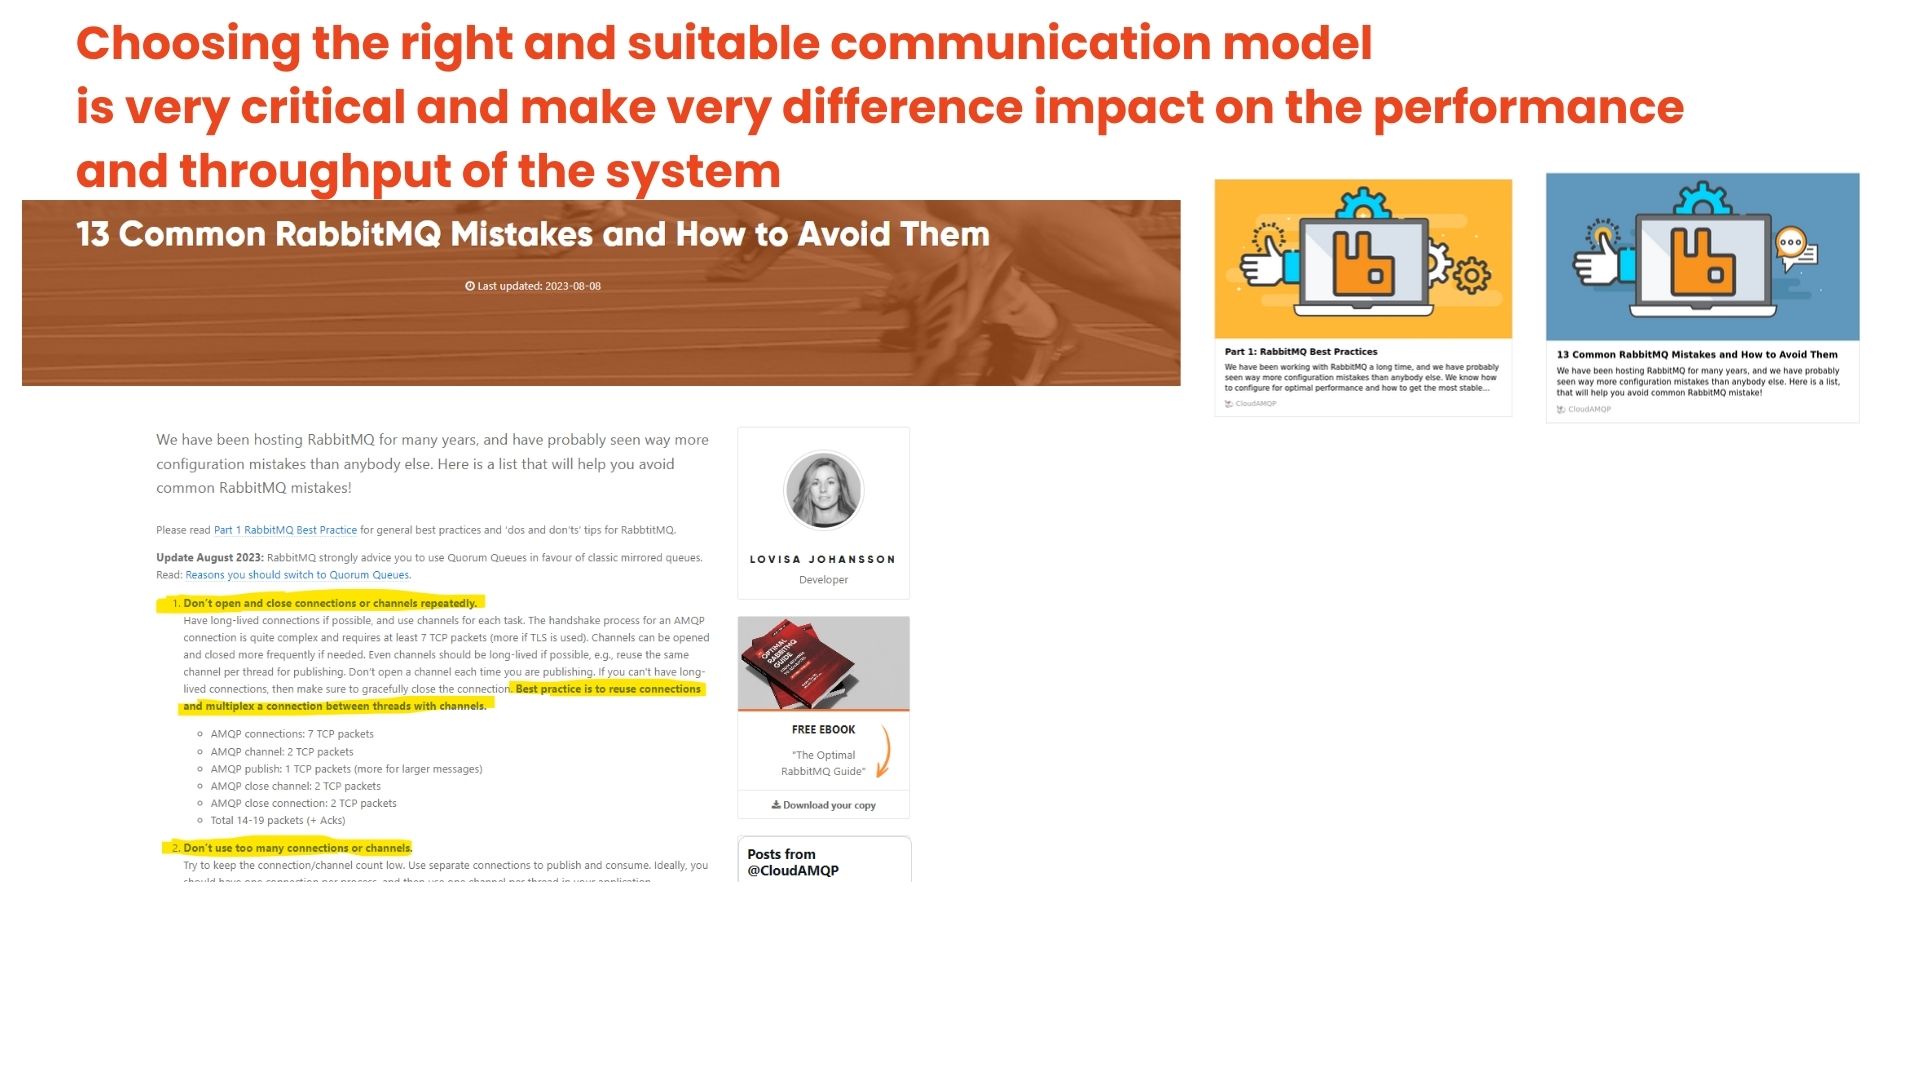 Choosing the right and suitable communication model
is very critical and make very difference impact on the performance
and throughput of the system
13 Common RabbitMQ Mistakes and How to Avoid Them
Last updated: 2023-08-08
We have been hosting RabbitMQ for many years, and have probably seen way more
configuration mistakes than anybody else. Here is a list that will help you avoid
common RabbitMQ mistakes!
Please read Part 1 RabbitMQ Best Practice for general best practices and 'dos and don'ts' tips for RabbtitMQ.
Update August 2023: RabbitMQ strongly advice you to use Quorum Queues in favour of classic mirrored queues.
Read: Reasons you should switch to Quorum Queues.
1. Don't open and close connections or channels repeatedly.
Have long-lived connections if possible, and use channels for each task. The handshake process for an AMQP
connection is quite complex and requires at least 7 TCP packets (more if TLS is used). Channels can be opened
and closed more frequently if needed. Even channels should be long-lived if possible, e.g., reuse the same
channel per thread for publishing. Don't open a channel each time you are publishing. If you can't have long-
lived connections, then make sure to gracefully close the connection. Best practice is to reuse connections
and multiplex a connection between threads with channels.
AMQP connections: 7 TCP packets
AMQP channel: 2 TCP packets
AMQP publish: 1 TCP packets (more for larger messages)
AMQP close channel: 2 TCP packets
AMQP close connection: 2 TCP packets
Total 14-19 packets (+ Acks)
2. Don't use too many connections or channels.
Try to keep the connection/channel count low. Use separate connections to publish and consume. Ideally, you
should have one connection per process, and then use one channel per thread in your application.
LOVISA JOHANSSON
Developer
OPTIMAL
RABBITMQ
GUIDE
FREE EBOOK
"The Optimal
RabbitMQ Guide"
Download your copy
Posts from
@CloudAMQP
Part 1: RabbitMQ Best Practices
We have been working with RabbitMQ a long time, and we have probably
seen way more configuration mistakes than anybody else. We know how
to configure for optimal performance and how to get the most stable...
CloudAMQP
13 Common RabbitMQ Mistakes and How to Avoid Them
We have been hosting RabbitMQ for many years, and we have probably
seen way more configuration mistakes than anybody else. Here is a list,
that will help you avoid common RabbitMQ mistake!
CloudAMQP